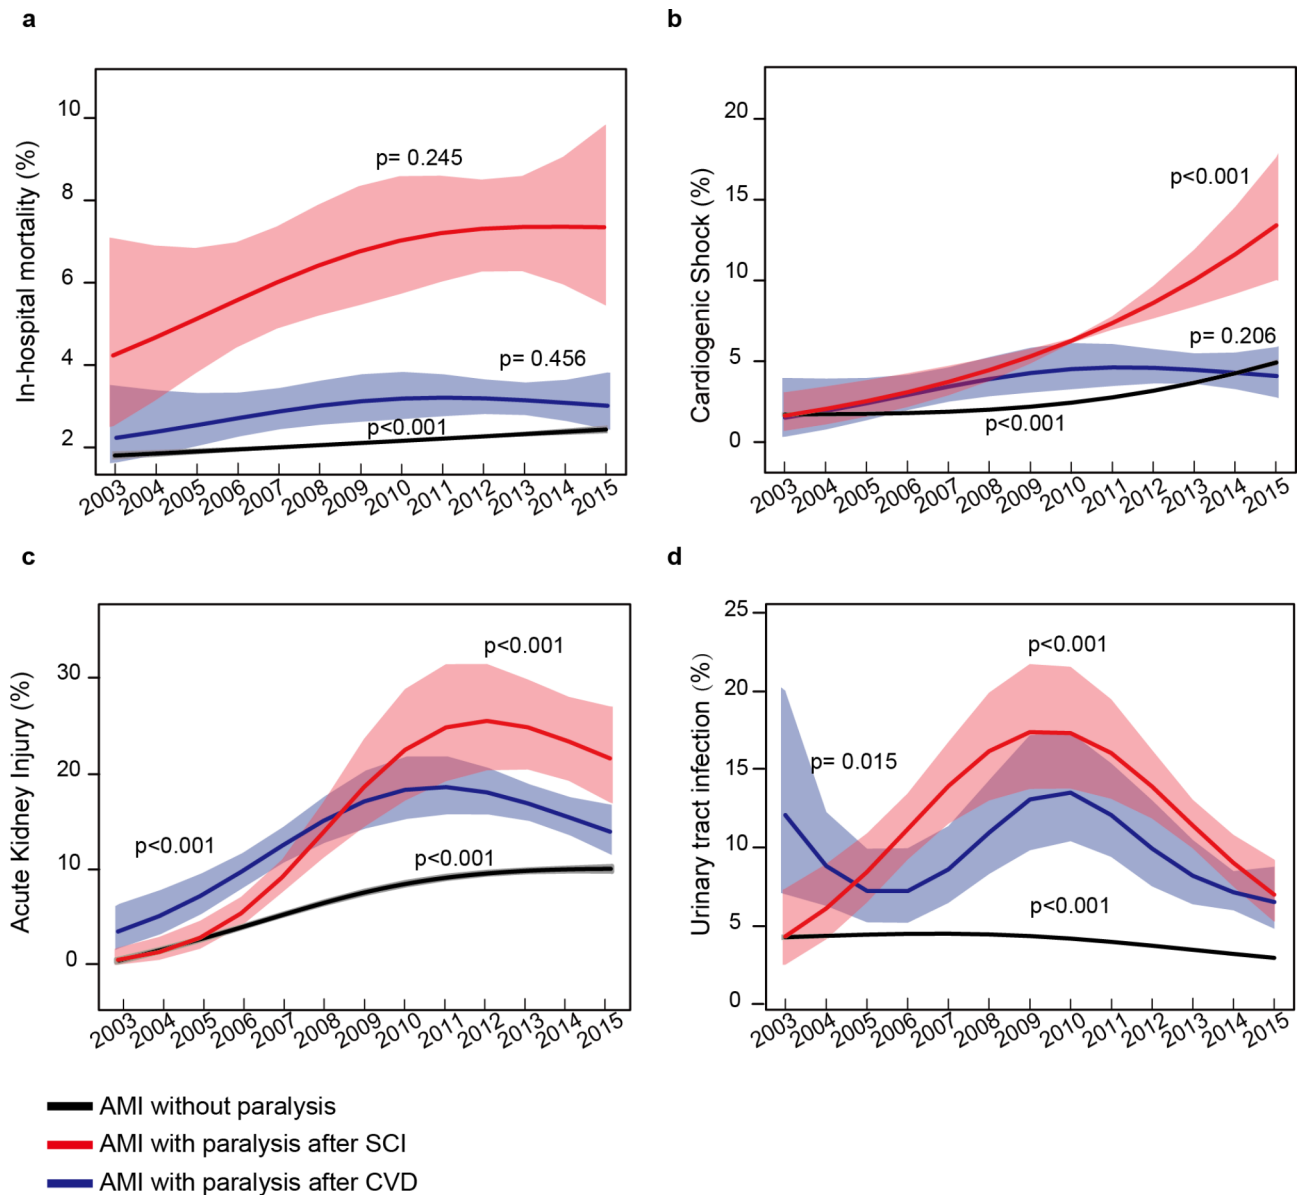 a
In-hospital mortality (%)
10
8
6
4
2
p= 0.245
p= 0.456
p<0.001
2003 2004 2005 2006 2007 2008 2009 2010 2011 2012 2013 2014 2015
b
Cardiogenic Shock (%)
20
15
10
5
0
p<0.001
p= 0.206
p<0.001
2003 2004 2005 2006 2007 2008 2009 2010 2011 2012 2013 2014 2015
c
Acute Kidney Injury (%)
30
20
10
0
p<0.001
p<0.001
p<0.001
2003 2004 2005 2006 2007 2008 2009 2010 2011 2012 2013 2014 2015
d
Urinary tract infection (%)
25
20
15
10
5
0
p<0.001
p= 0.015
p<0.001
2003 2004 2005 2006 2007 2008 2009 2010 2011 2012 2013 2014 2015
AMI without paralysis
AMI with paralysis after SCI
AMI with paralysis after CVD